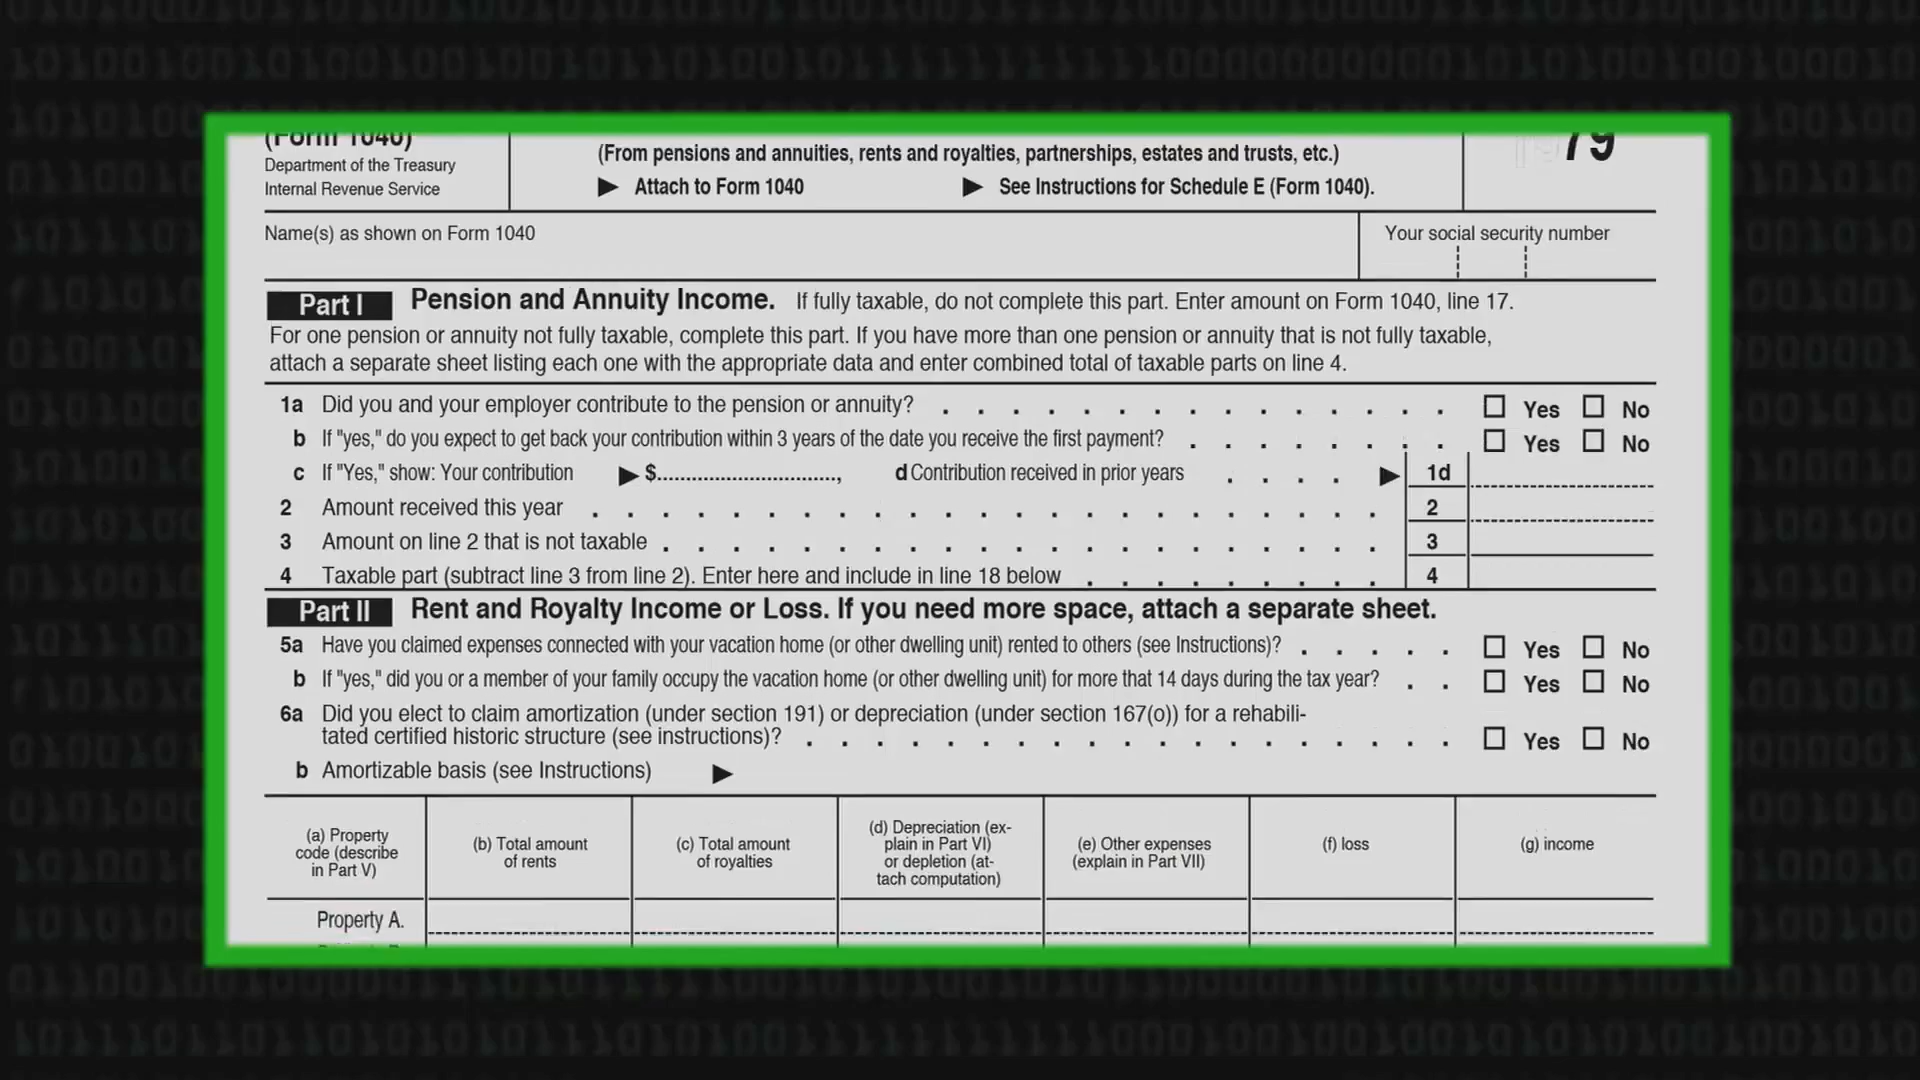 (Form 1040)
Department of the Treasury
Internal Revenue Service
(From pensions and annuities, rents and royalties, partnerships, estates and trusts, etc.)
▶ Attach to Form 1040 ▶ See Instructions for Schedule E (Form 1040).
1979
Name(s) as shown on Form 1040
Your social security number
Part I Pension and Annuity Income. If fully taxable, do not complete this part. Enter amount on Form 1040, line 17.
For one pension or annuity not fully taxable, complete this part. If you have more than one pension or annuity that is not fully taxable,
attach a separate sheet listing each one with the appropriate data and enter combined total of taxable parts on line 4.
1a Did you and your employer contribute to the pension or annuity? Yes No
b If "yes," do you expect to get back your contribution within 3 years of the date you receive the first payment? Yes No
c If "Yes," show: Your contribution ▶ $............................., d Contribution received in prior years ▶ 1d
2 Amount received this year 2
3 Amount on line 2 that is not taxable 3
4 Taxable part (subtract line 3 from line 2). Enter here and include in line 18 below 4
Part II Rent and Royalty Income or Loss. If you need more space, attach a separate sheet.
5a Have you claimed expenses connected with your vacation home (or other dwelling unit) rented to others (see Instructions)? Yes No
b If "yes," did you or a member of your family occupy the vacation home (or other dwelling unit) for more that 14 days during the tax year? Yes No
6a Did you elect to claim amortization (under section 191) or depreciation (under section 167(o)) for a rehabili-
tated certified historic structure (see instructions)? Yes No
b Amortizable basis (see Instructions) ▶
(a) Property
code (describe
in Part V)
(b) Total amount
of rents
(c) Total amount
of royalties
(d) Depreciation (ex-
plain in Part VI)
or depletion (at-
tach computation)
(e) Other expenses
(explain in Part VII)
(f) loss
(g) income
Property A.